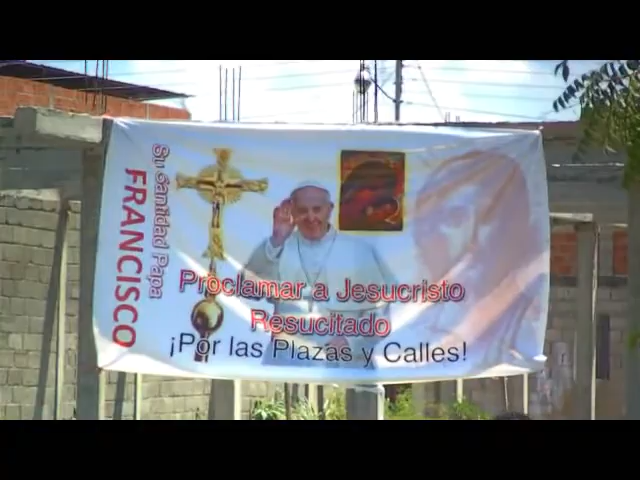 Su Santidad Papa
FRANCISCO
Proclamar a Jesucristo
Resucitado
¡Por las Plazas y Calles!